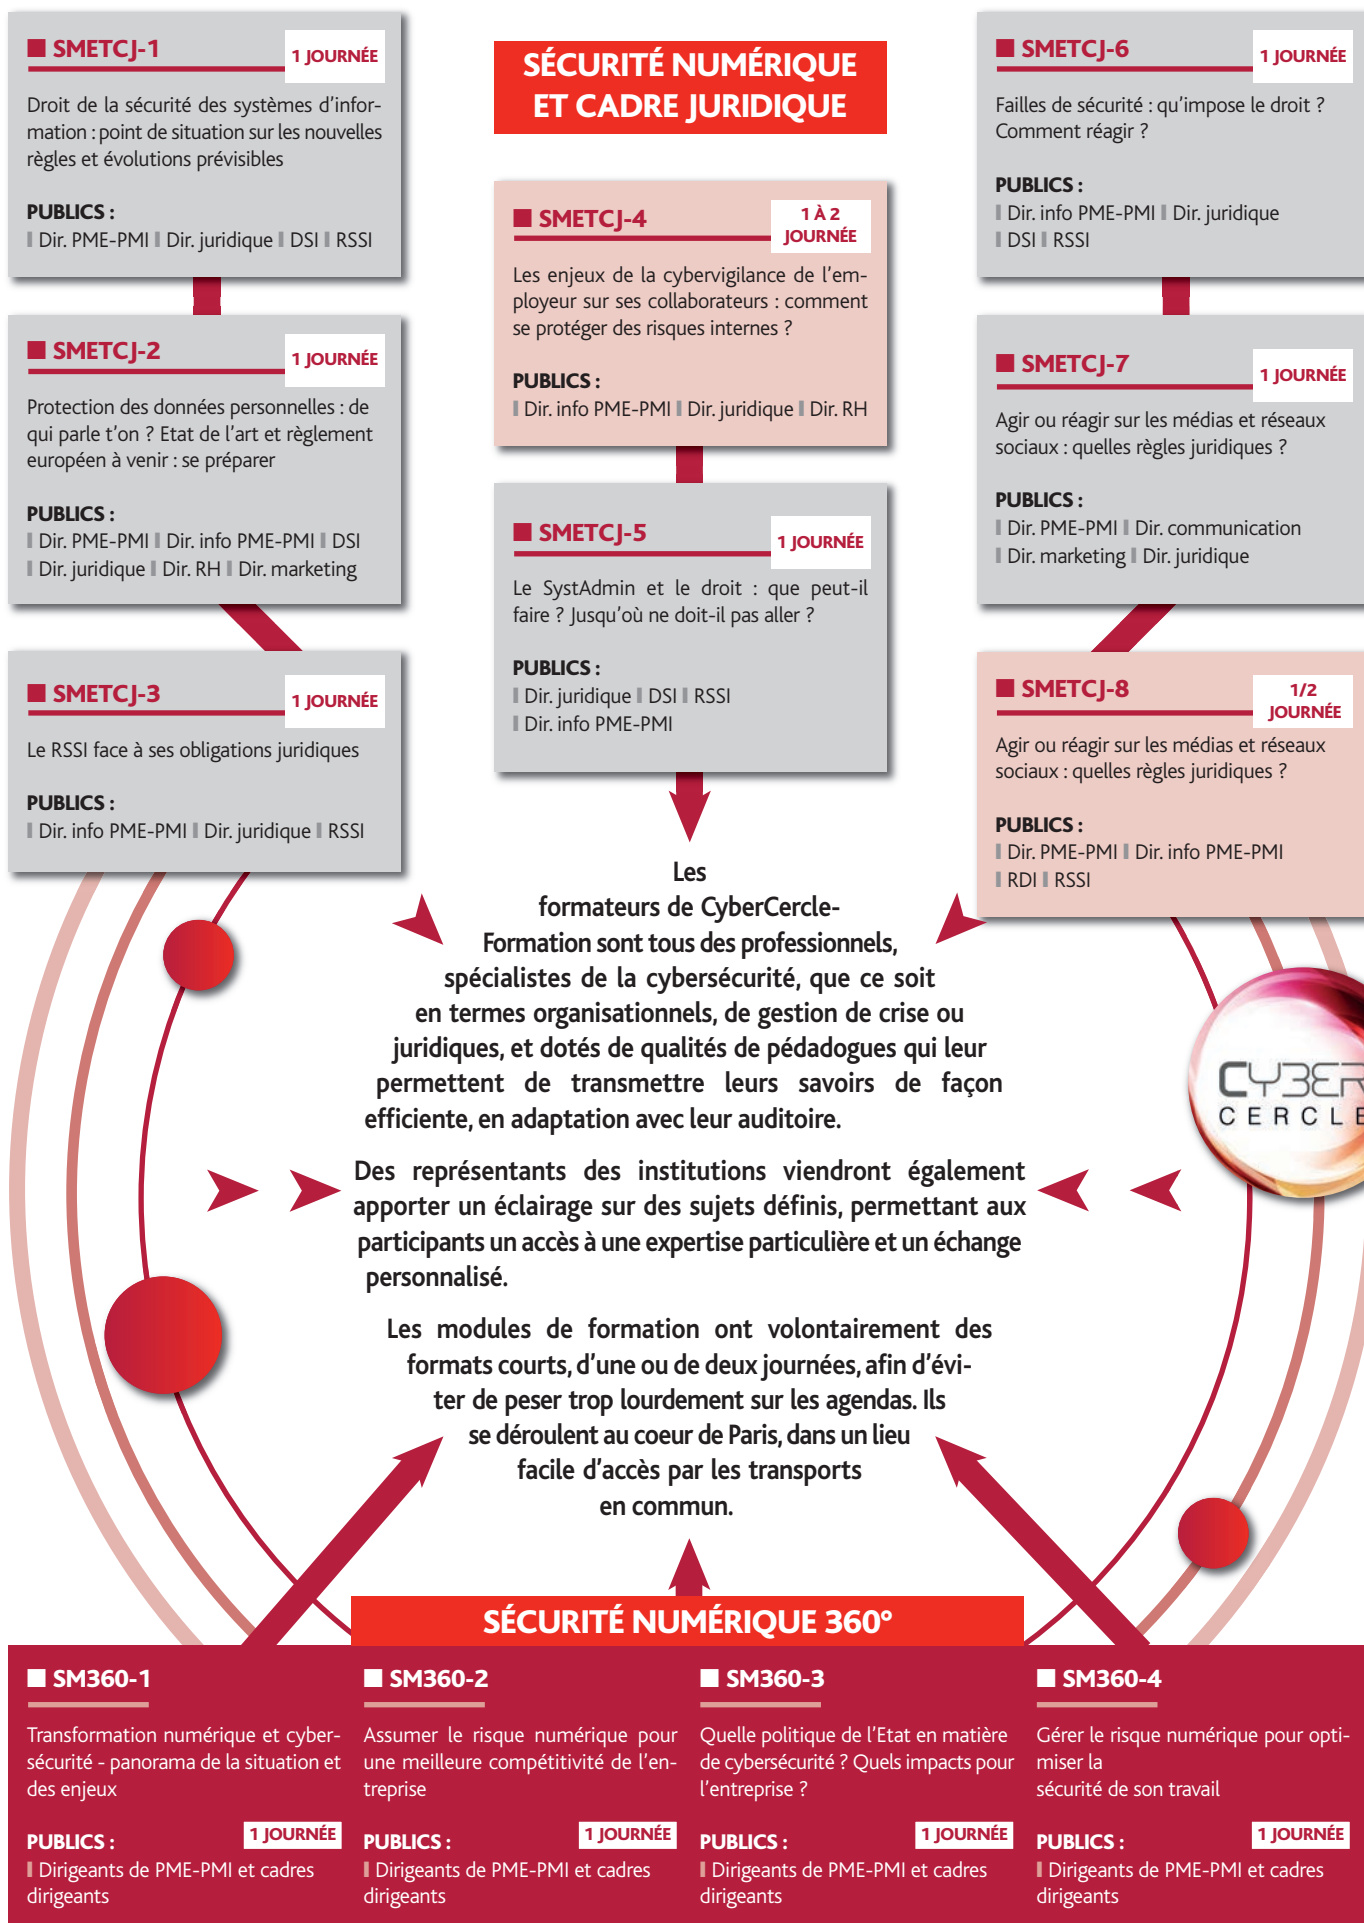 SMETCJ-1
1 JOURNÉE
Droit de la sécurité des systèmes d'infor-
mation : point de situation sur les nouvelles
règles et évolutions prévisibles
PUBLICS :
Dir. PME-PMI Dir. juridique DSI RSSI
SMETCJ-2
1 JOURNÉE
Protection des données personnelles : de
qui parle t'on ? Etat de l'art et règlement
européen à venir : se préparer
PUBLICS :
Dir. PME-PMI Dir. info PME-PMI DSI
Dir. juridique Dir. RH Dir. marketing
SMETCJ-3
1 JOURNÉE
Le RSSI face à ses obligations juridiques
PUBLICS :
Dir. info PME-PMI Dir. juridique RSSI
SÉCURITÉ NUMÉRIQUE
ET CADRE JURIDIQUE
SMETCJ-4
1 À 2
JOURNÉE
Les enjeux de la cybervigilance de l'em-
ployeur sur ses collaborateurs : comment
se protéger des risques internes ?
PUBLICS :
Dir. info PME-PMI Dir. juridique Dir. RH
SMETCJ-5
1 JOURNÉE
Le SystAdmin et le droit : que peut-il
faire ? Jusqu'où ne doit-il pas aller ?
PUBLICS :
Dir. juridique DSI RSSI
Dir. info PME-PMI
SMETCJ-6
1 JOURNÉE
Failles de sécurité : qu'impose le droit ?
Comment réagir ?
PUBLICS :
Dir. info PME-PMI Dir. juridique
DSI RSSI
SMETCJ-7
1 JOURNÉE
Agir ou réagir sur les médias et réseaux
sociaux : quelles règles juridiques ?
PUBLICS :
Dir. PME-PMI Dir. communication
Dir. marketing Dir. juridique
SMETCJ-8
1/2
JOURNÉE
Agir ou réagir sur les médias et réseaux
sociaux : quelles règles juridiques ?
PUBLICS :
Dir. PME-PMI Dir. info PME-PMI
RDI RSSI
Les
formateurs de CyberCercle-
Formation sont tous des professionnels,
spécialistes de la cybersécurité, que ce soit
en termes organisationnels, de gestion de crise ou
juridiques, et dotés de qualités de pédadogues qui leur
permettent de transmettre leurs savoirs de façon
efficiente, en adaptation avec leur auditoire.
Des représentants des institutions viendront également
apporter un éclairage sur des sujets définis, permettant aux
participants un accès à une expertise particulière et un échange
personnalisé.
Les modules de formation ont volontairement des
formats courts, d'une ou de deux journées, afin d'évi-
ter de peser trop lourdement sur les agendas. Ils
se déroulent au coeur de Paris, dans un lieu
facile d'accès par les transports
en commun.
CYBER
CERCLE
SÉCURITÉ NUMÉRIQUE 360°
SM360-1
Transformation numérique et cyber-
sécurité - panorama de la situation et
des enjeux
1 JOURNÉE
PUBLICS :
Dirigeants de PME-PMI et cadres
dirigeants
SM360-2
Assumer le risque numérique pour
une meilleure compétitivité de l'en-
treprise
1 JOURNÉE
PUBLICS :
Dirigeants de PME-PMI et cadres
dirigeants
SM360-3
Quelle politique de l'Etat en matière
de cybersécurité ? Quels impacts pour
l'entreprise ?
1 JOURNÉE
PUBLICS :
Dirigeants de PME-PMI et cadres
dirigeants
SM360-4
Gérer le risque numérique pour opti-
miser la
sécurité de son travail
1 JOURNÉE
PUBLICS :
Dirigeants de PME-PMI et cadres
dirigeants